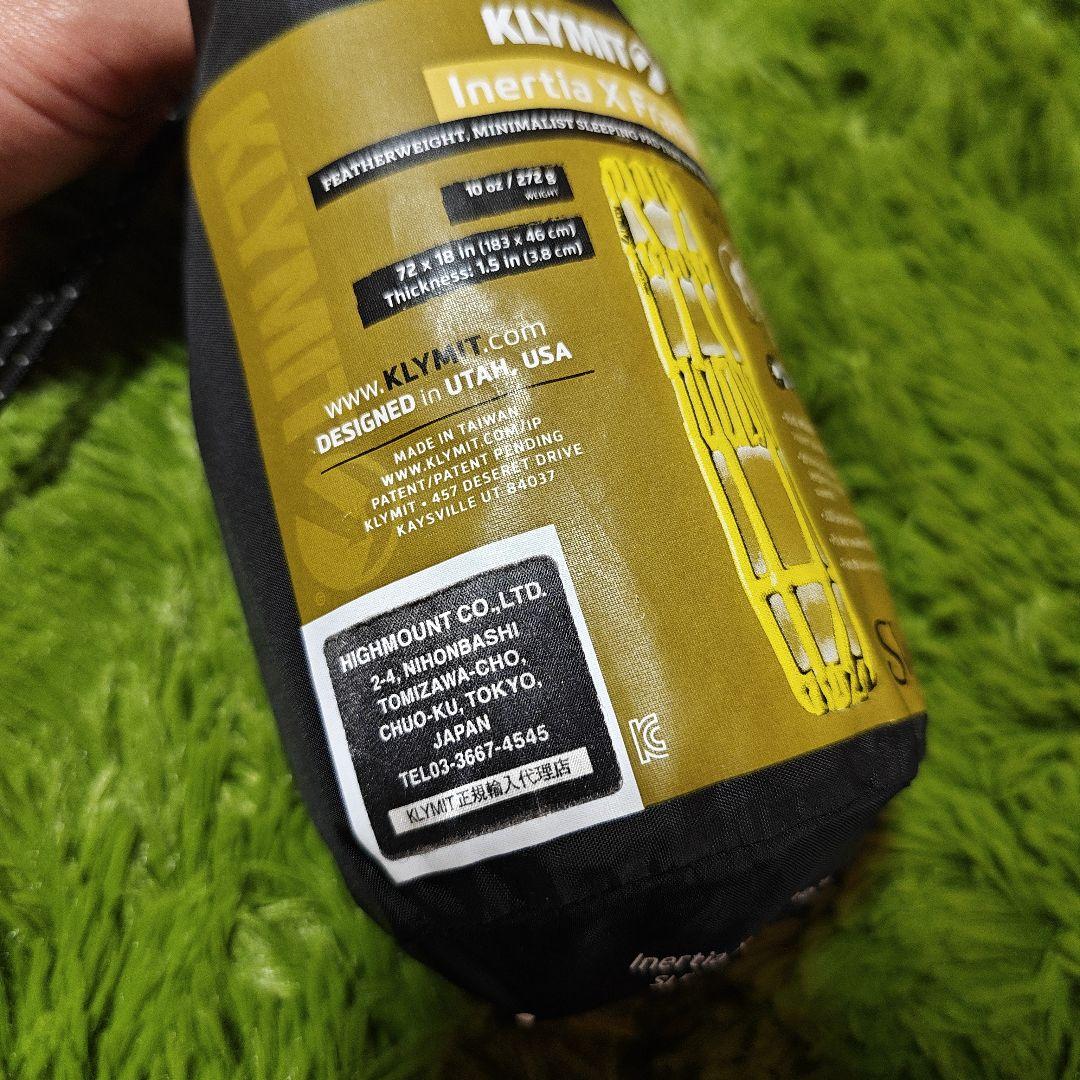 KLYMIT
Inertia X
FEATHERWEIGHT, MINIMALIST SLEEPING
10 oz / 272 g
WEIGHT
72 x 18 in (183 x 46 cm)
Thickness: 1.5 in (3.8 cm)
KLYMIT
www.KLYMIT.com
DESIGNED in UTAH, USA
MADE IN TAIWAN
WWW.KLYMIT.COM/IP
PATENT/PATENT PENDING
KLYMIT • 457 DESERET DRIVE
KAYSVILLE UT 84037
HIGHMOUNT CO.,LTD.
2-4, NIHONBASHI
TOMIZAWA-CHO,
CHUO-KU, TOKYO,
JAPAN
TEL03-3667-4545
KLYMIT 正規輸入代理店
Inertia